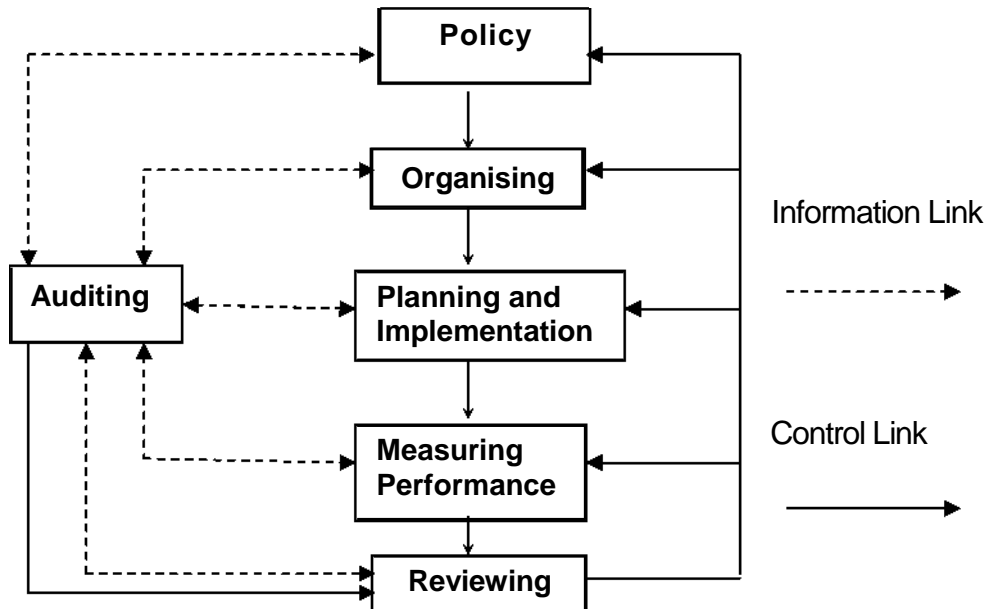 Policy
Organising
Information Link
Auditing
Planning and
Implementation
Control Link
Measuring
Performance
Reviewing